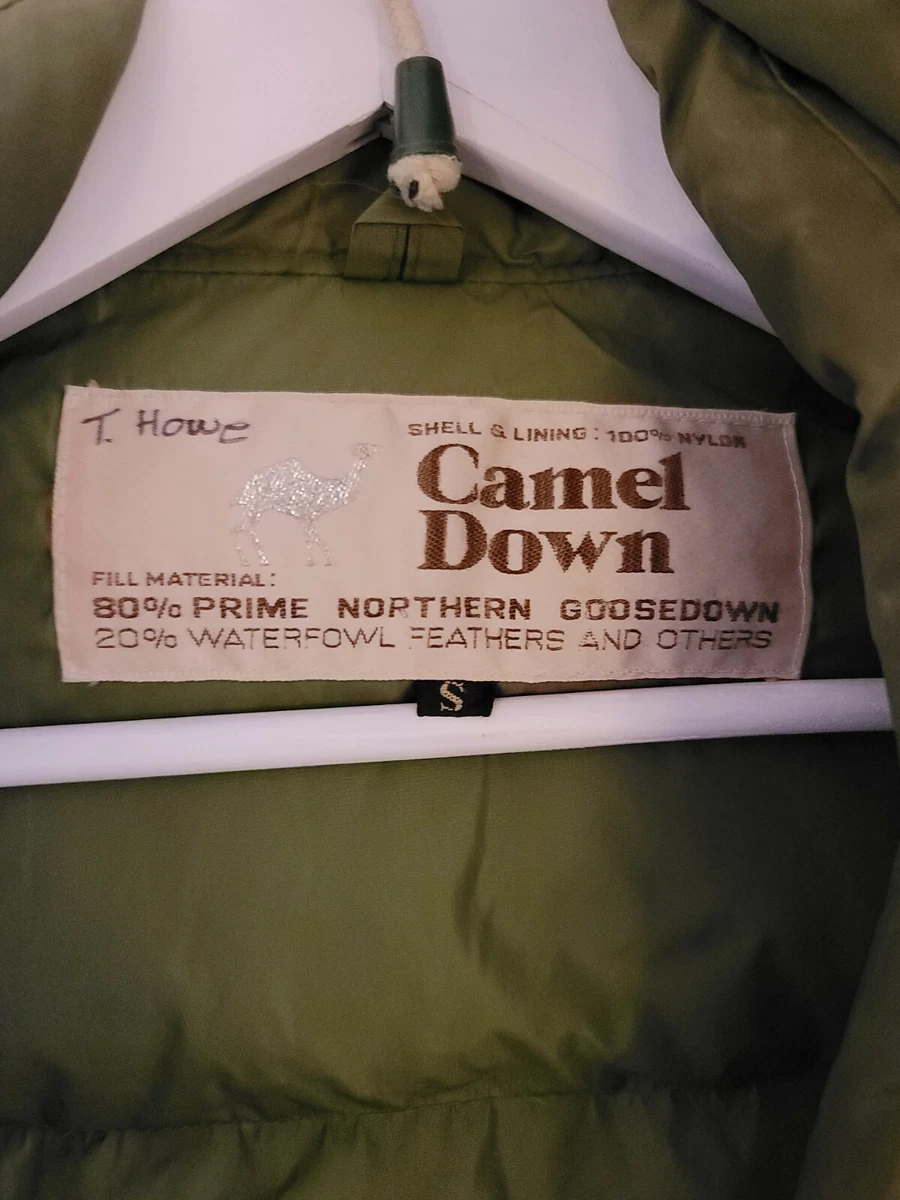 T. Howe
SHELL & LINING: 100% NYLON
Camel
Down
FILL MATERIAL:
80% PRIME NORTHERN GOOSEDOWN
20% WATERFOWL FEATHERS AND OTHERS
S